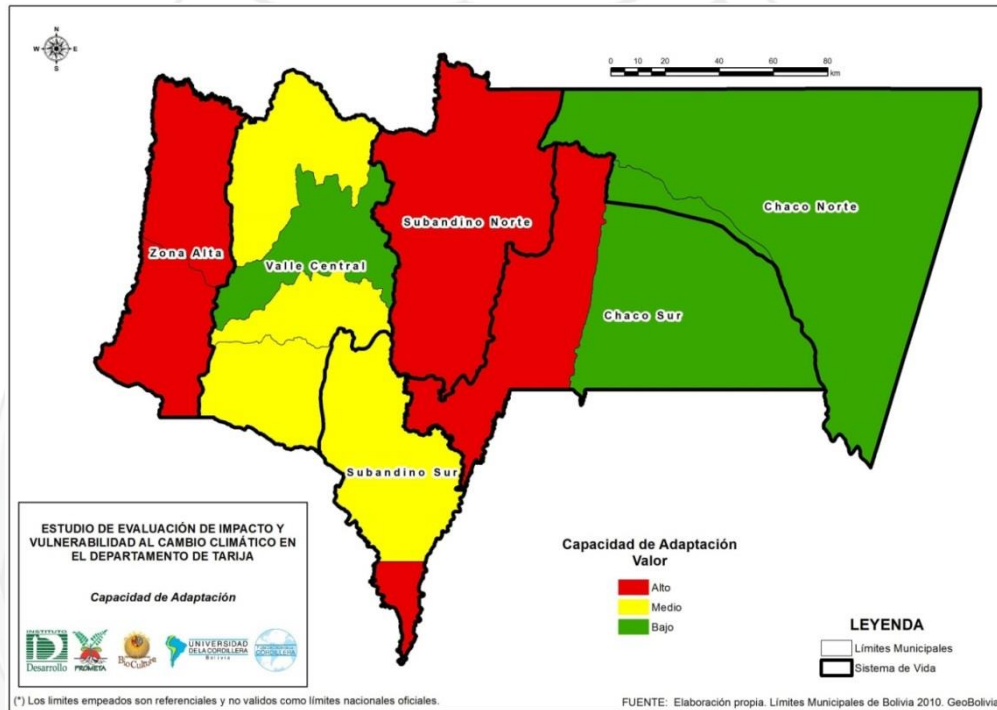 N
W E
S
0 20 40 60 80
km
Zona Alta
Valle Central
Subandino Norte
Chaco Norte
Chaco Sur
Subandino Sur
ESTUDIO DE EVALUACIÓN DE IMPACTO Y
VULNERABILIDAD AL CAMBIO CLIMÁTICO EN
EL DEPARTAMENTO DE TARIJA
Capacidad de Adaptación
INSTITUTO
Desarrollo
PROMETA
BioCultura
UNIVERSIDAD
DE LA CORDILLERA
Bolivia
CORDILLERA
Capacidad de Adaptación
Valor
Alto
Medio
Bajo
LEYENDA
Límites Municipales
Sistema de Vida
(*) Los limites empeados son referenciales y no validos como límites nacionales oficiales.
FUENTE: Elaboración propia. Límites Municipales de Bolivia 2010. GeoBolivia